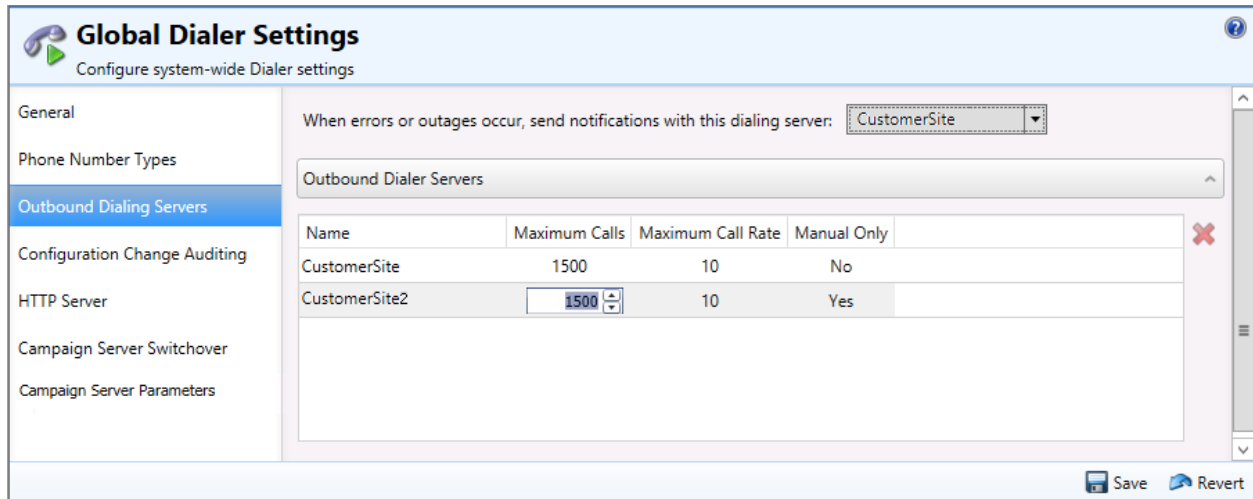 Global Dialer Settings
Configure system-wide Dialer settings
?
General
Phone Number Types
Outbound Dialing Servers
Configuration Change Auditing
HTTP Server
Campaign Server Switchover
Campaign Server Parameters
When errors or outages occur, send notifications with this dialing server: CustomerSite
Outbound Dialer Servers
Name Maximum Calls Maximum Call Rate Manual Only
CustomerSite 1500 10 No
CustomerSite2 1500 10 Yes
Save Revert